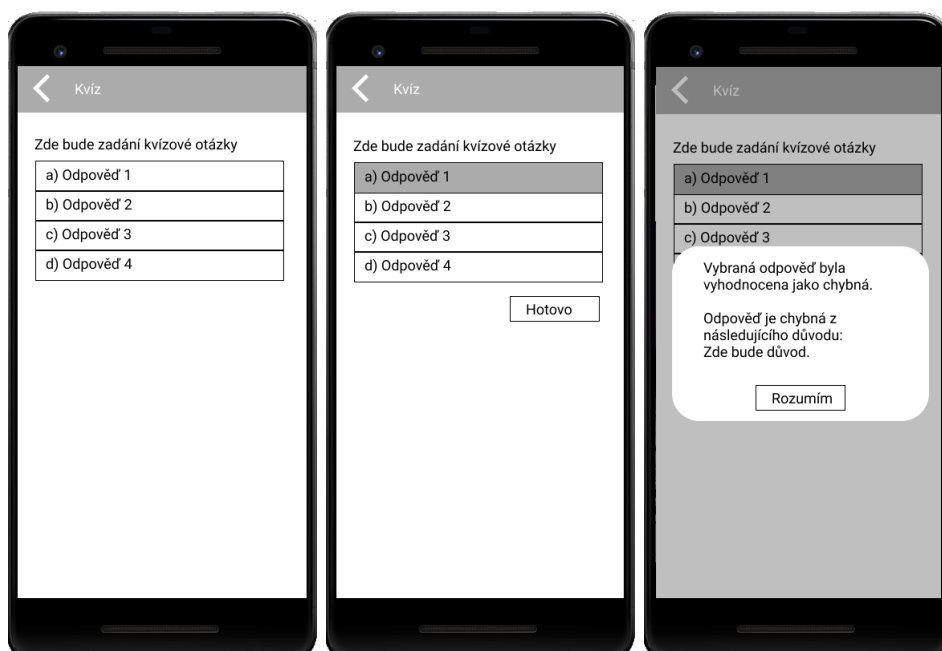 Kvíz
Zde bude zadání kvízové otázky
a) Odpověď 1
b) Odpověď 2
c) Odpověď 3
d) Odpověď 4
Kvíz
Zde bude zadání kvízové otázky
a) Odpověď 1
b) Odpověď 2
c) Odpověď 3
d) Odpověď 4
Hotovo
Kvíz
Zde bude zadání kvízové otázky
a) Odpověď 1
b) Odpověď 2
c) Odpověď 3
Vybraná odpověď byla
vyhodnocena jako chybná.
Odpověď je chybná z
následujícího důvodu:
Zde bude důvod.
Rozumím